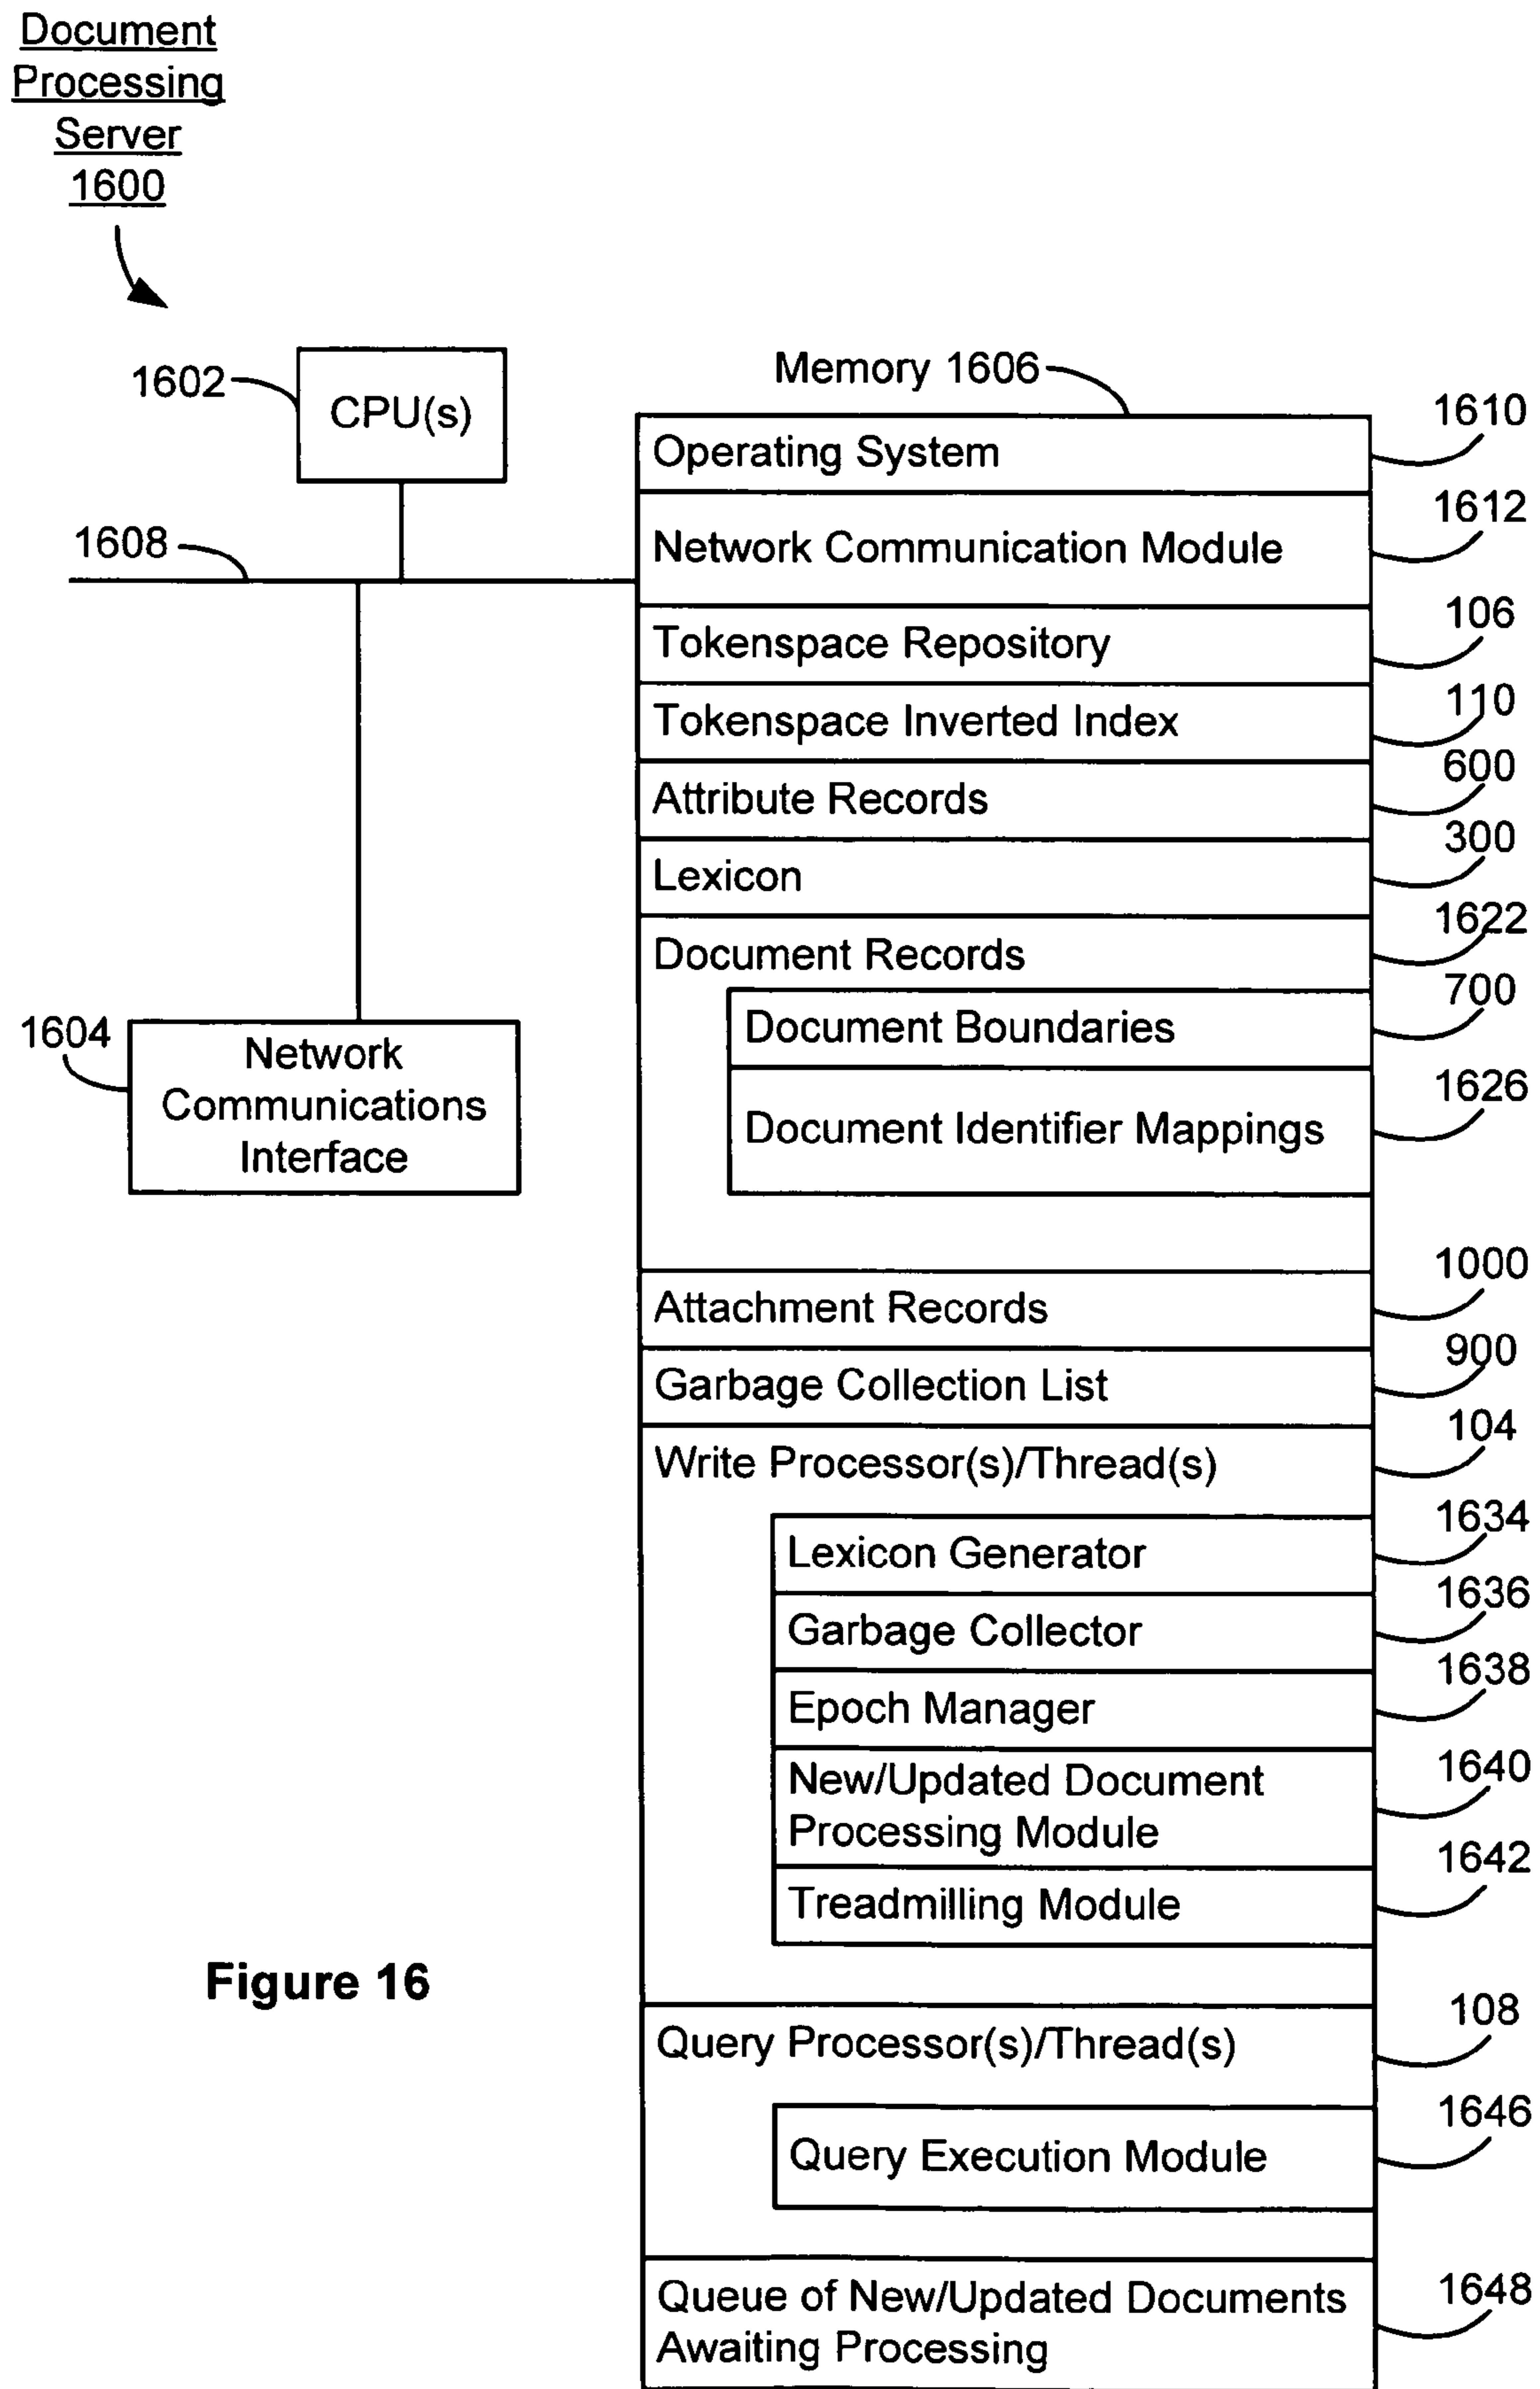 Document
Processing
Server
1600
1602
CPU(s)
Memory 1606
1610
Operating System
1612
1608
Network Communication Module
106
Tokenspace Repository
110
Tokenspace Inverted Index
600
Attribute Records
300
Lexicon
1622
Document Records
700
Document Boundaries
1604
Network
Communications
Interface
1626
Document Identifier Mappings
1000
Attachment Records
900
Garbage Collection List
104
Write Processor(s)/Thread(s)
1634
Lexicon Generator
1636
Garbage Collector
1638
Epoch Manager
1640
New/Updated Document
Processing Module
1642
Treadmilling Module
Figure 16
108
Query Processor(s)/Thread(s)
1646
Query Execution Module
1648
Queue of New/Updated Documents
Awaiting Processing